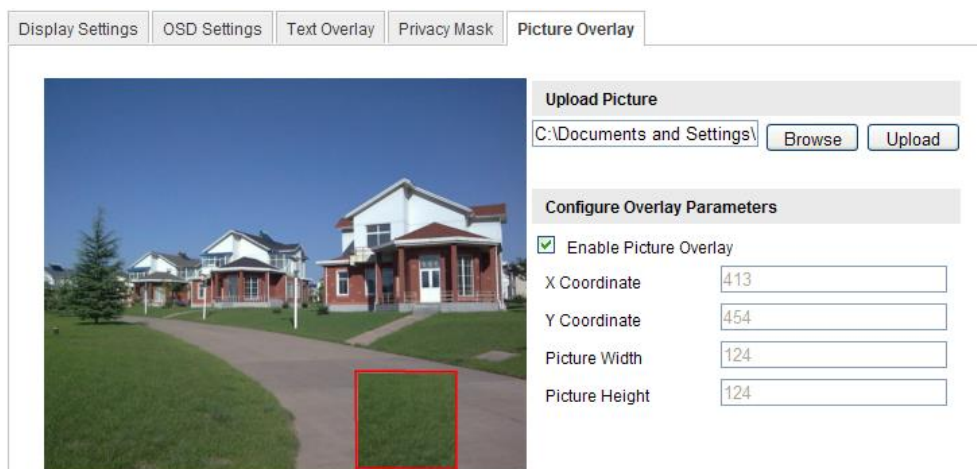 Display Settings OSD Settings Text Overlay Privacy Mask Picture Overlay
Upload Picture
C:\Documents and Settings\ Browse Upload
Configure Overlay Parameters
Enable Picture Overlay
X Coordinate 413
Y Coordinate 454
Picture Width 124
Picture Height 124